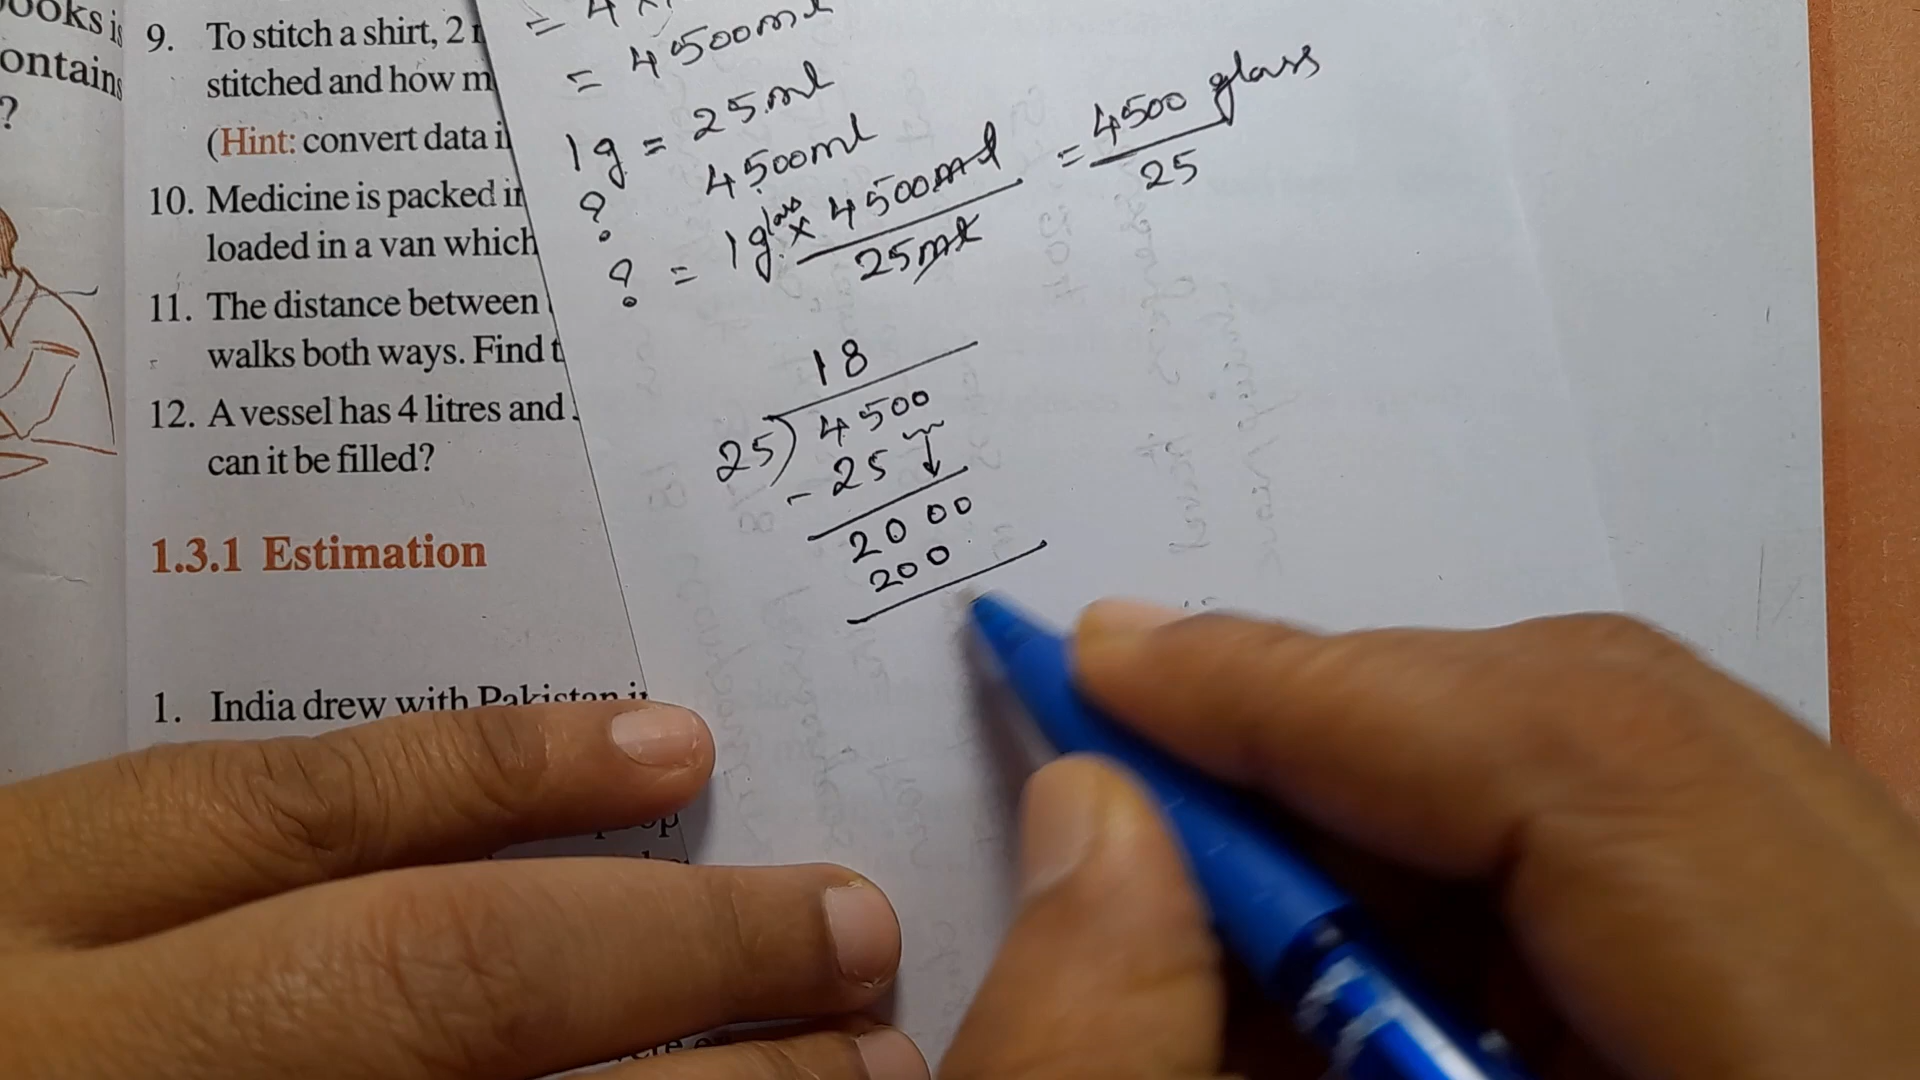 ooks is
ontains
?
9. To stitch a shirt, 2
stitched and how m
(Hint: convert data i
10. Medicine is packed in
loaded in a van which
11. The distance between
walks both ways. Find t
12. A vessel has 4 litres and
can it be filled?
1.3.1 Estimation
1. India drew with Pakistan i
= 4
= 4500ml
1g = 25ml
? 4500ml
? = 1glass × 4500ml / 25ml = 4500 glass / 25
18
25) 4500
- 25
2000
200